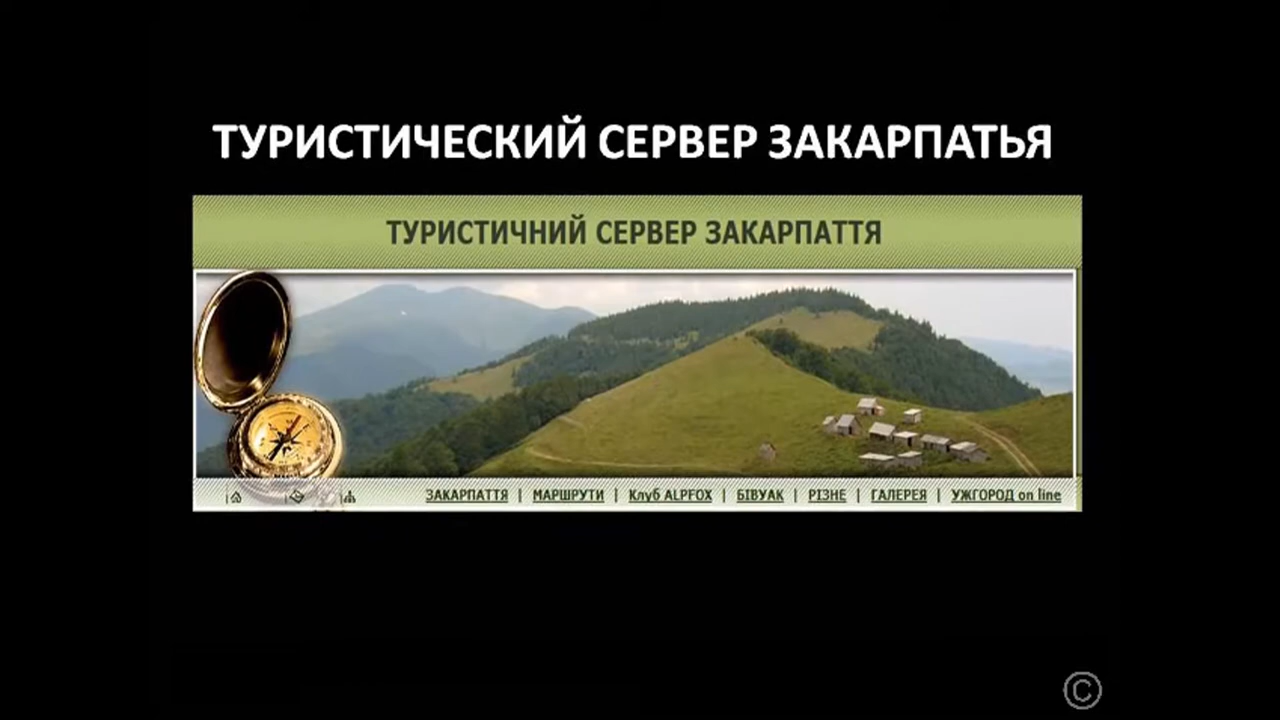 ТУРИСТИЧЕСКИЙ СЕРВЕР ЗАКАРПАТЬЯ
ТУРИСТИЧНИЙ СЕРВЕР ЗАКАРПАТТЯ
ЗАКАРПАТТЯ | МАРШРУТИ | Клуб ALPFOX | БІВУАК | РІЗНЕ | ГАЛЕРЕЯ | УЖГОРОД on line
©